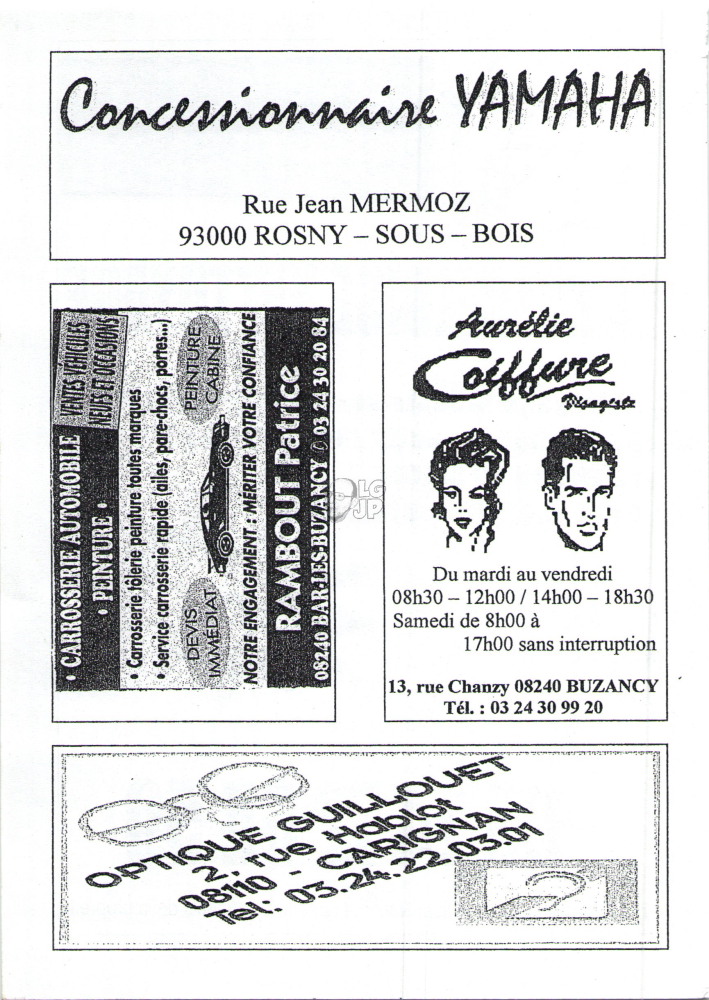 Concessionnaire YAMAHA
Rue Jean MERMOZ
93000 ROSNY – SOUS – BOIS
VENTES VÉHICULES
NEUFS ET OCCASIONS
• CARROSSERIE AUTOMOBILE
• PEINTURE •
• Carrosserie tôlerie peinture toutes marques
• Service carrosserie rapide (ailes, pare-chocs, portes...)
DEVIS
IMMÉDIAT
PEINTURE
CABINE
NOTRE ENGAGEMENT : MÉRITER VOTRE CONFIANCE
RAMBOUT Patrice
08240 BAR-LES-BUZANCY ✆ 03 24 30 20 84
Aurélie
Coiffure
Visagiste
Du mardi au vendredi
08h30 – 12h00 / 14h00 – 18h30
Samedi de 8h00 à
17h00 sans interruption
13, rue Chanzy 08240 BUZANCY
Tél. : 03 24 30 99 20
OPTIQUE GUILLOUET
2, rue Hablot
08110 - CARIGNAN
Tel: 03.24.22.03.01
LG
JP